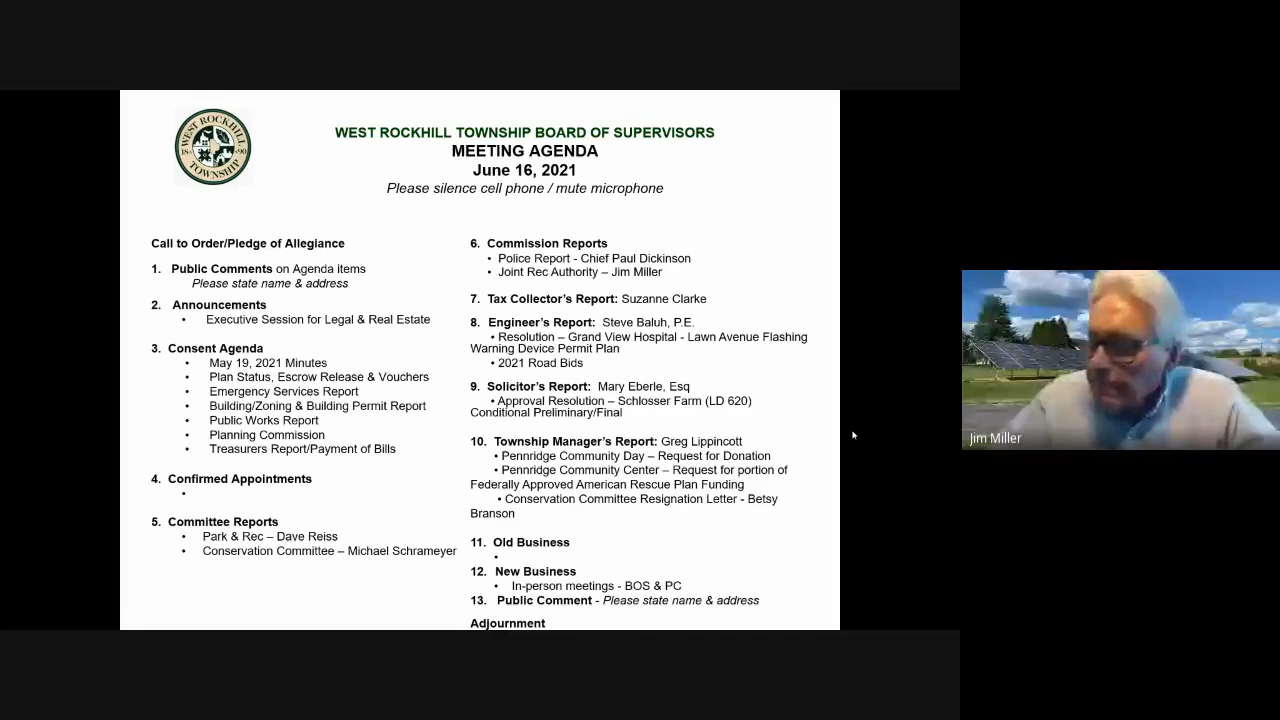 WEST ROCKHILL
18 90
TOWNSHIP
WEST ROCKHILL TOWNSHIP BOARD OF SUPERVISORS
MEETING AGENDA
June 16, 2021
Please silence cell phone / mute microphone
Call to Order/Pledge of Allegiance
1. Public Comments on Agenda items
Please state name & address
2. Announcements
• Executive Session for Legal & Real Estate
3. Consent Agenda
• May 19, 2021 Minutes
• Plan Status, Escrow Release & Vouchers
• Emergency Services Report
• Building/Zoning & Building Permit Report
• Public Works Report
• Planning Commission
• Treasurers Report/Payment of Bills
4. Confirmed Appointments
•
5. Committee Reports
• Park & Rec – Dave Reiss
• Conservation Committee – Michael Schrameyer
6. Commission Reports
• Police Report - Chief Paul Dickinson
• Joint Rec Authority – Jim Miller
7. Tax Collector's Report: Suzanne Clarke
8. Engineer's Report: Steve Baluh, P.E.
• Resolution – Grand View Hospital - Lawn Avenue Flashing
Warning Device Permit Plan
• 2021 Road Bids
9. Solicitor's Report: Mary Eberle, Esq
• Approval Resolution – Schlosser Farm (LD 620)
Conditional Preliminary/Final
10. Township Manager's Report: Greg Lippincott
• Pennridge Community Day – Request for Donation
• Pennridge Community Center – Request for portion of
Federally Approved American Rescue Plan Funding
• Conservation Committee Resignation Letter - Betsy
Branson
11. Old Business
•
12. New Business
• In-person meetings - BOS & PC
13. Public Comment - Please state name & address
Adjournment
Jim Miller